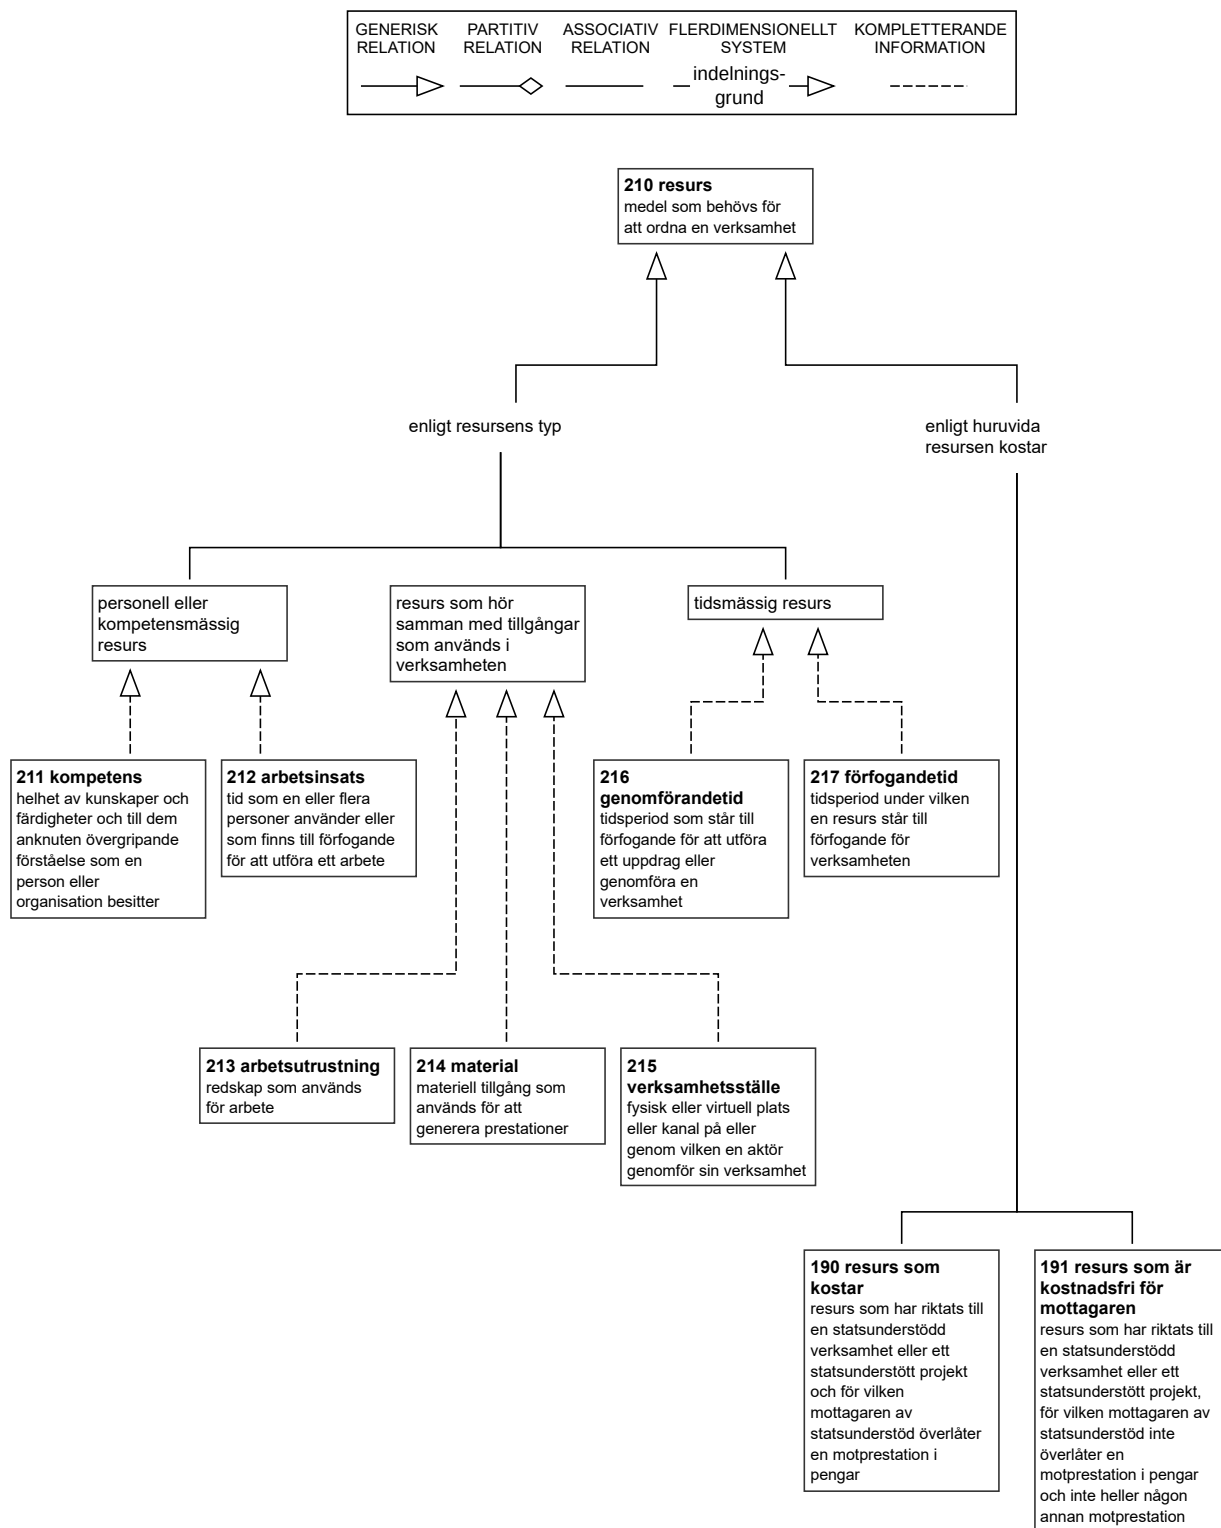 GENERISK
RELATION
PARTITIV
RELATION
ASSOCIATIV
RELATION
FLERDIMENSIONELLT
SYSTEM
KOMPLETTERANDE
INFORMATION
indelnings-
grund
210 resurs
medel som behövs för
att ordna en verksamhet
enligt resursens typ
enligt huruvida
resursen kostar
personell eller
kompetensmässig
resurs
resurs som hör
samman med tillgångar
som används i
verksamheten
tidsmässig resurs
211 kompetens
helhet av kunskaper och
färdigheter och till dem
anknuten övergripande
förståelse som en
person eller
organisation besitter
212 arbetsinsats
tid som en eller flera
personer använder eller
som finns till förfogande
för att utföra ett arbete
216
genomförandetid
tidsperiod som står till
förfogande för att utföra
ett uppdrag eller
genomföra en
verksamhet
217 förfogandetid
tidsperiod under vilken
en resurs står till
förfogande för
verksamheten
213 arbetsutrustning
redskap som används
för arbete
214 material
materiell tillgång som
används för att
generera prestationer
215
verksamhetsställe
fysisk eller virtuell plats
eller kanal på eller
genom vilken en aktör
genomför sin verksamhet
190 resurs som
kostar
resurs som har riktats till
en statsunderstödd
verksamhet eller ett
statsunderstött projekt
och för vilken
mottagaren av
statsunderstöd överlåter
en motprestation i
pengar
191 resurs som är
kostnadsfri för
mottagaren
resurs som har riktats till
en statsunderstödd
verksamhet eller ett
statsunderstött projekt,
för vilken mottagaren av
statsunderstöd inte
överlåter en
motprestation i pengar
och inte heller någon
annan motprestation